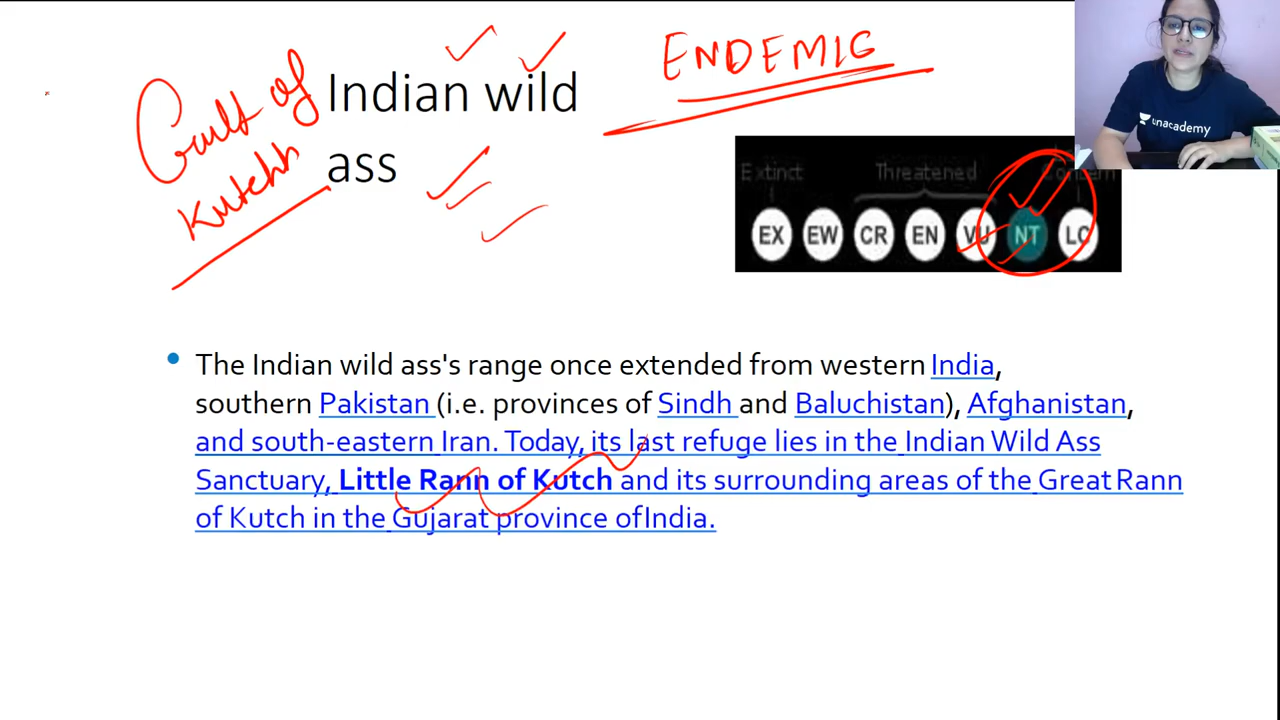 ENDEMIC
Gulf of
Kutchh
Indian wild
ass
unacademy
Extinct
Threatened
Concern
EX EW CR EN VU NT LC
• The Indian wild ass's range once extended from western India,
southern Pakistan (i.e. provinces of Sindh and Baluchistan), Afghanistan,
and south-eastern Iran. Today, its last refuge lies in the Indian Wild Ass
Sanctuary, Little Rann of Kutch and its surrounding areas of the Great Rann
of Kutch in the Gujarat province of India.